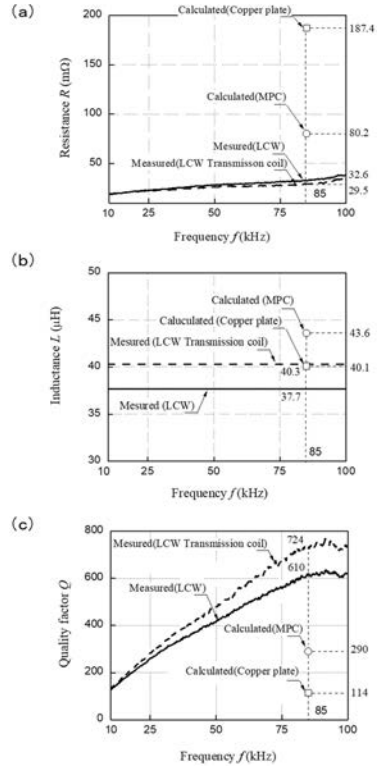 (a)
200
150
100
50
Resistance R (mΩ)
Calculated(Copper plate)
187.4
Calculated(MPC)
80.2
Mesured(LCW)
Measured(LCW Transmisson coil)
32.6
29.5
85
10
25
50
75
100
Frequency f(kHz)
(b)
50
45
40
35
30
Inductance L (μH)
Calculated (MPC)
43.6
Caluculated (Copper plate)
Mesured (LCW Transmission coil)
40.3
40.1
37.7
Mesured (LCW)
85
10
25
50
75
100
Frequency f(kHz)
(c)
800
600
400
200
0
Quality factor Q
724
Mesured(LCW Transmission coil)
610
Measured(LCW)
Calculated(MPC)
290
Calculated(Copper plate)
114
85
10
25
50
75
100
Frequency f(kHz)